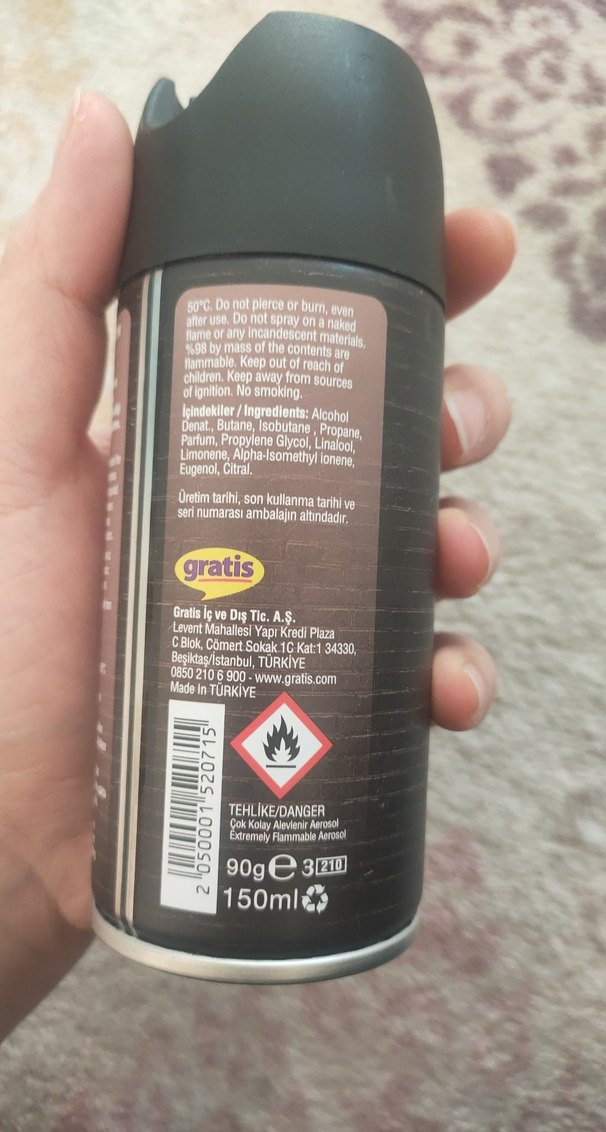 50°C. Do not pierce or burn, even
after use. Do not spray on a naked
flame or any incandescent materials.
%98 by mass of the contents are
flammable. Keep out of reach of
children. Keep away from sources
of ignition. No smoking.
İçindekiler / Ingredients: Alcohol
Denat., Butane, Isobutane , Propane,
Parfum, Propylene Glycol, Linalool,
Limonene, Alpha-Isomethyl Ionene,
Eugenol, Citral.
Üretim tarihi, son kullanma tarihi ve
seri numarası ambalajın altındadır.
gratis
Gratis İç ve Dış Tic. A.Ş.
Levent Mahallesi Yapı Kredi Plaza
C Blok, Cömert Sokak 1C Kat:1 34330,
Beşiktaş/İstanbul, TÜRKİYE
0850 210 6 900 - www.gratis.com
Made in TÜRKİYE
2 050001 520715
TEHLİKE/DANGER
Çok Kolay Alevlenir Aerosol
Extremely Flammable Aerosol
90g e 3 210
150ml